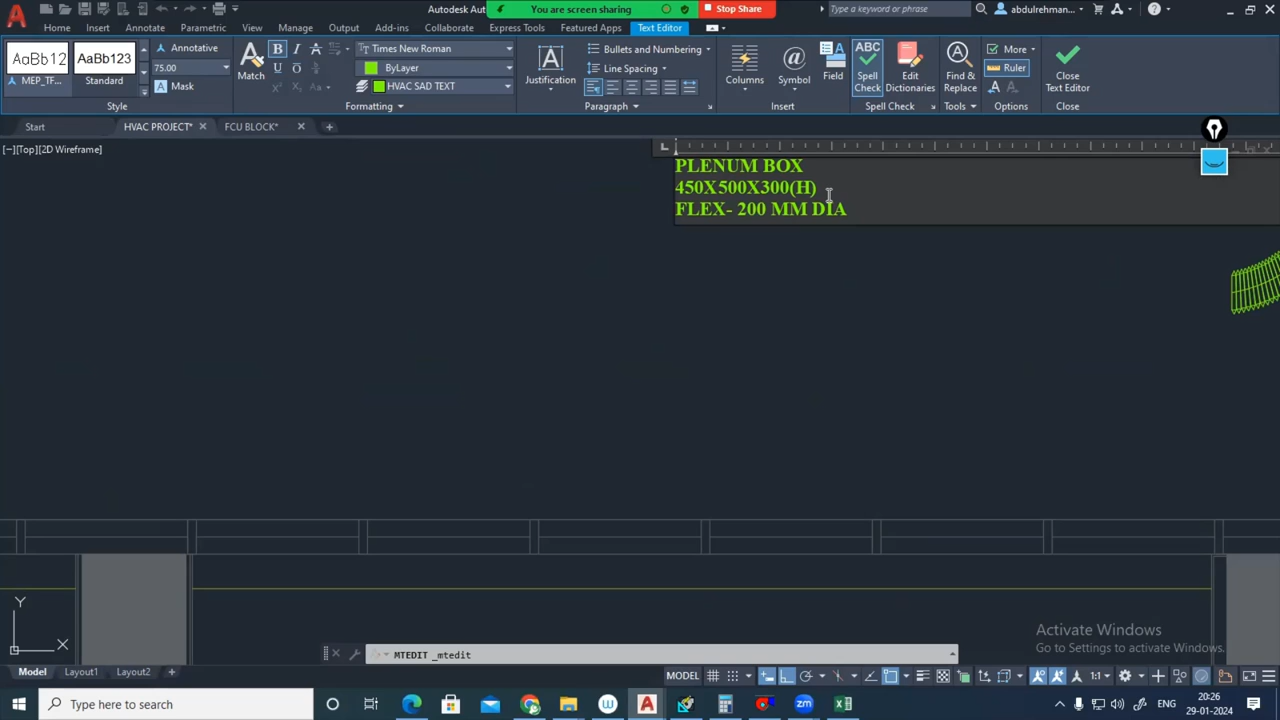 Autodesk Aut
You are screen sharing
Stop Share
Type a keyword or phrase
abdulrehman...
Home
Insert
Annotate
Parametric
View
Manage
Output
Add-ins
Collaborate
Express Tools
Featured Apps
Text Editor
AaBb12
MEP_TF...
AaBb123
Standard
Style
Annotative
75.00
Mask
Match
Times New Roman
ByLayer
HVAC SAD TEXT
Formatting
Justification
Bullets and Numbering
Line Spacing
Paragraph
Columns
Symbol
Field
Insert
ABC
Spell
Check
Edit
Dictionaries
Spell Check
Find &
Replace
Tools
More
Ruler
Options
Close
Text Editor
Close
Start
HVAC PROJECT*
FCU BLOCK*
[−][Top][2D Wireframe]
PLENUM BOX
450X500X300(H)
FLEX- 200 MM DIA
Y
X
MTEDIT _mtedit
Activate Windows
Go to Settings to activate Windows.
Model
Layout1
Layout2
MODEL
1:1
Type here to search
ENG
20:26
29-01-2024